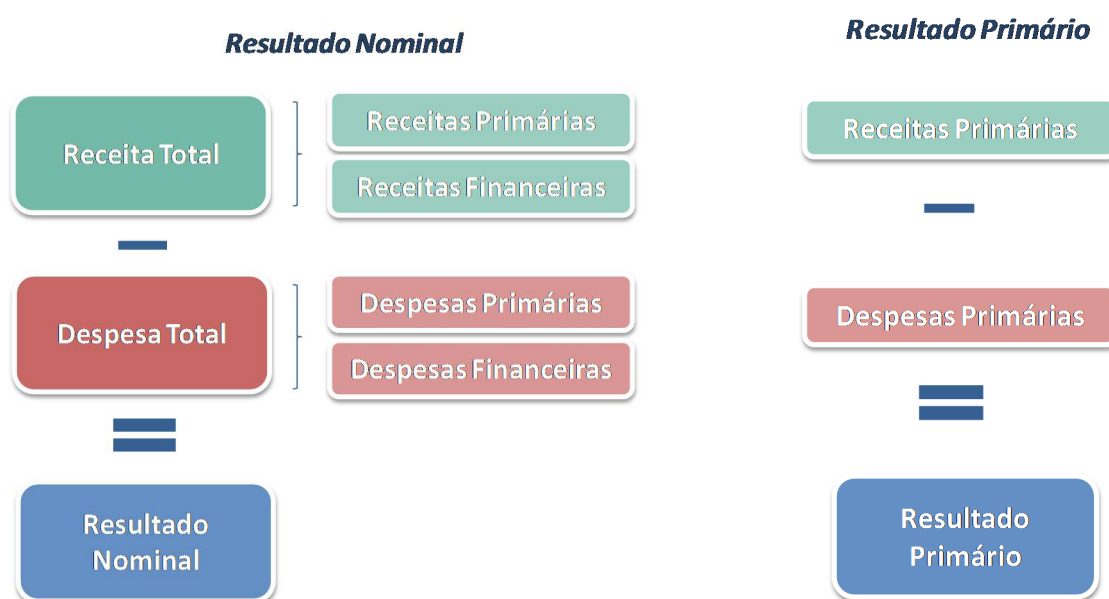 Resultado Nominal
Receita Total
Receitas Primárias
Receitas Financeiras
Despesa Total
Despesas Primárias
Despesas Financeiras
Resultado
Nominal
Resultado Primário
Receitas Primárias
Despesas Primárias
Resultado
Primário